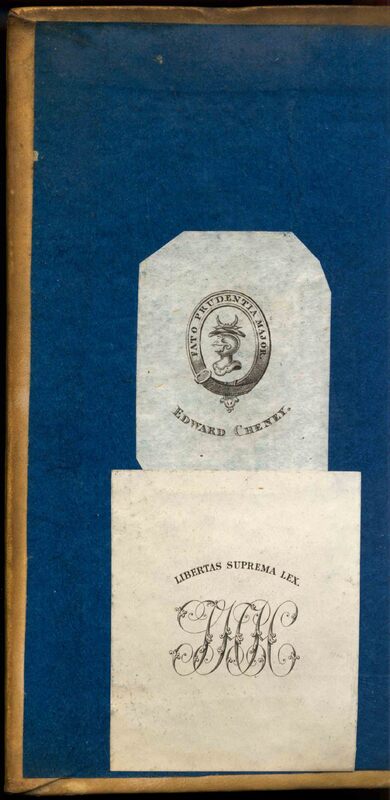 FATO PRUDENTIA MAJOR.
EDWARD CHENEY.
LIBERTAS SUPREMA LEX.